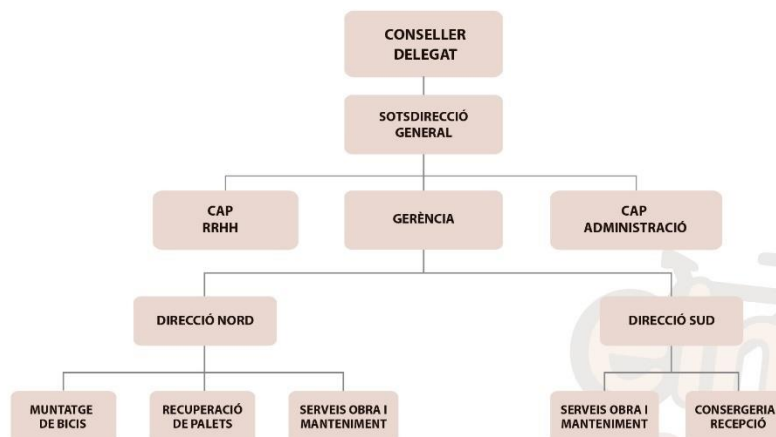 CONSELLER
DELEGAT
SOTSDIRECCIÓ
GENERAL
CAP
RRHH
GERÈNCIA
CAP
ADMINISTRACIÓ
DIRECCIÓ NORD
DIRECCIÓ SUD
MUNTATGE
DE BICIS
RECUPERACIÓ
DE PALETS
SERVEIS OBRA I
MANTENIMENT
SERVEIS OBRA I
MANTENIMENT
CONSERGERIA
RECEPCIÓ